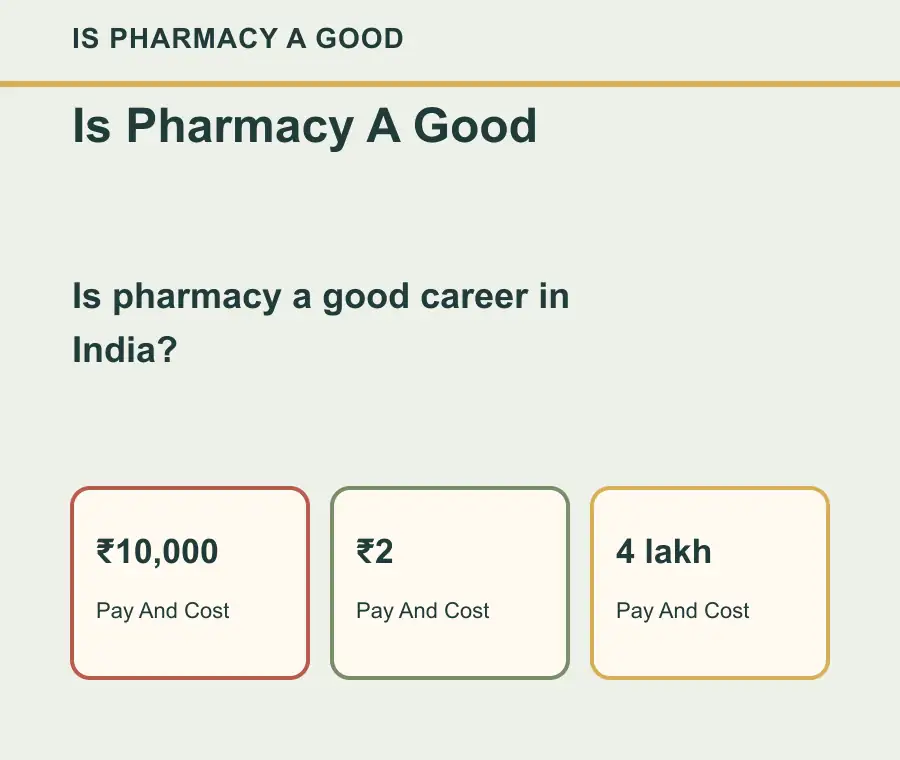 IS PHARMACY A GOOD
Is Pharmacy A Good
Is pharmacy a good career in
India?
₹10,000
Pay And Cost
₹2
Pay And Cost
4 lakh
Pay And Cost